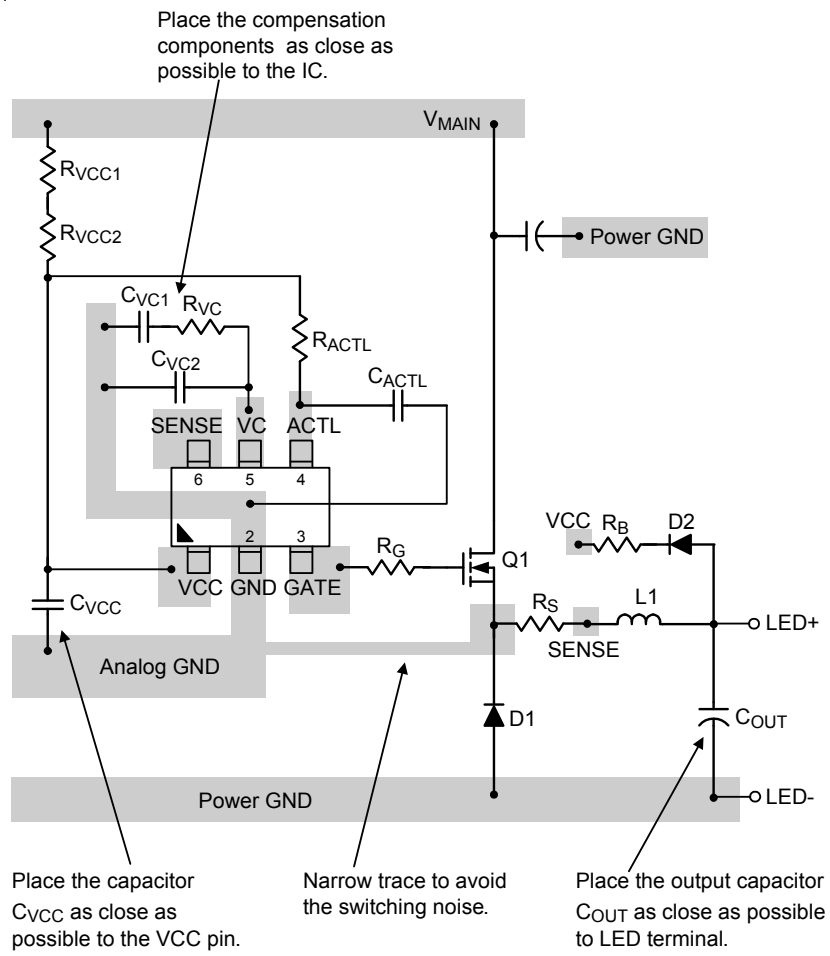 Place the compensation
components as close as
possible to the IC.
VMAIN
RVCC1
RVCC2
Power GND
CVC1
RVC
RACTL
CVC2
CACTL
SENSE VC ACTL
6 5 4
2 3
VCC GND GATE
RG
Q1
VCC
RB
D2
CVCC
RS
L1
LED+
SENSE
Analog GND
D1
COUT
Power GND
LED-
Place the capacitor
CVCC as close as
possible to the VCC pin.
Narrow trace to avoid
the switching noise.
Place the output capacitor
COUT as close as possible
to LED terminal.